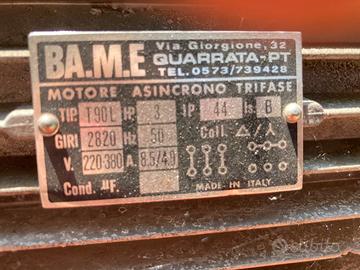 BA.M.E Via Giorgione, 32
QUARRATA-PT
TEL. 0573/739428
MOTORE ASINCRONO TRIFASE
TIP T90L HP 3 IP 44 Is B
GIRI 2820 Hz 50 Coll. △/⅄
V. 220-380 A 8.5/4.9
Cond. µF. MADE IN ITALY
subito